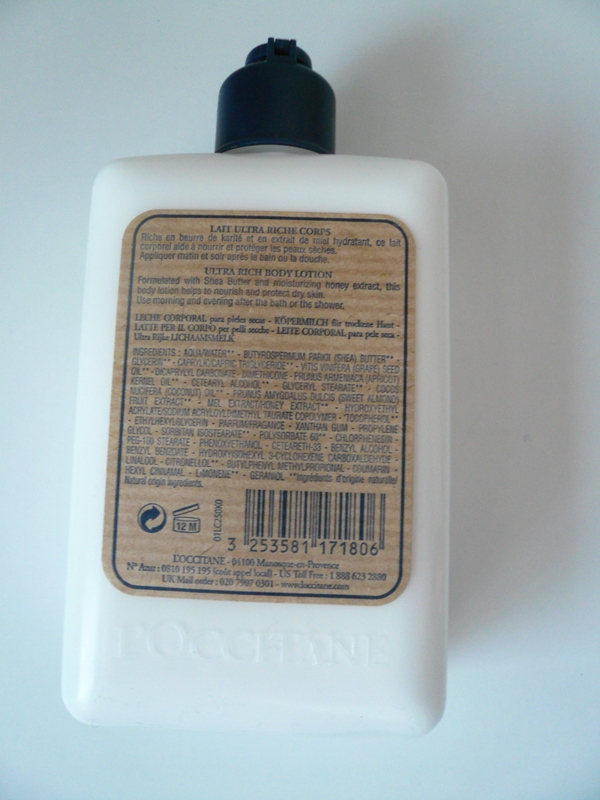 LAIT ULTRA RICHE CORPS
Riche en beurre de karité et en extrait de miel hydratant, ce lait
corporel aide à nourrir et protéger les peaux sèches.
Appliquer matin et soir après le bain ou la douche.
ULTRA RICH BODY LOTION
Formulated with Shea Butter and moisturizing honey extract, this
body lotion helps to nourish and protect dry skin.
Use morning and evening after the bath or the shower.
LECHE CORPORAL para pieles secas - KÖPERMILCH für trockene Haut -
LATTE PER IL CORPO per pelli secche - LEITE CORPORAL para pele seca -
Ultra Rijke LICHAAMSMELK
INGREDIENTS : AQUA/WATER** - BUTYROSPERMUM PARKII (SHEA) BUTTER** -
GLYCERIN** - CAPRYLIC/CAPRIC TRIGLYCERIDE** - VITIS VINIFERA (GRAPE) SEED
OIL** - DICAPRYLYL CARBONATE - DIMETHICONE - PRUNUS ARMENIACA (APRICOT)
KERNEL OIL** - CETEARYL ALCOHOL** - GLYCERYL STEARATE** - COCOS
NUCIFERA (COCONUT) OIL** - PRUNUS AMYGDALUS DULCIS (SWEET ALMOND)
FRUIT EXTRACT** - MEL EXTRACT/HONEY EXTRACT** - HYDROXYETHYL
ACRYLATE/SODIUM ACRYLOYLDIMETHYL TAURATE COPOLYMER - TOCOPHEROL**
- ETHYLHEXYLGLYCERIN - PARFUM/FRAGRANCE - XANTHAN GUM - PROPYLENE
GLYCOL - SORBITAN ISOSTEARATE** - POLYSORBATE 60** - CHLORPHENESIN -
PEG-100 STEARATE - PHENOXYETHANOL - CETEARETH-33 - BENZYL ALCOHOL -
BENZYL BENZOATE - HYDROXYISOHEXYL 3-CYCLOHEXENE CARBOXALDEHYDE -
LINALOOL - CITRONELLOL** - BUTYLPHENYL METHYLPROPIONAL - COUMARIN -
HEXYL CINNAMAL - LIMONENE** - GERANIOL **Ingrédients d'origine naturelle/
Natural origin ingredients.
12 M
01LC250K0
3 253581 171806
L'OCCITANE - 04100 Manosque-en-Provence
N° Azur : 0810 195 195 (coût appel local) - US Toll Free : 1 888 623 2880
UK Mail order : 020 7907 0301 - www.loccitane.com
L'OCCITANE